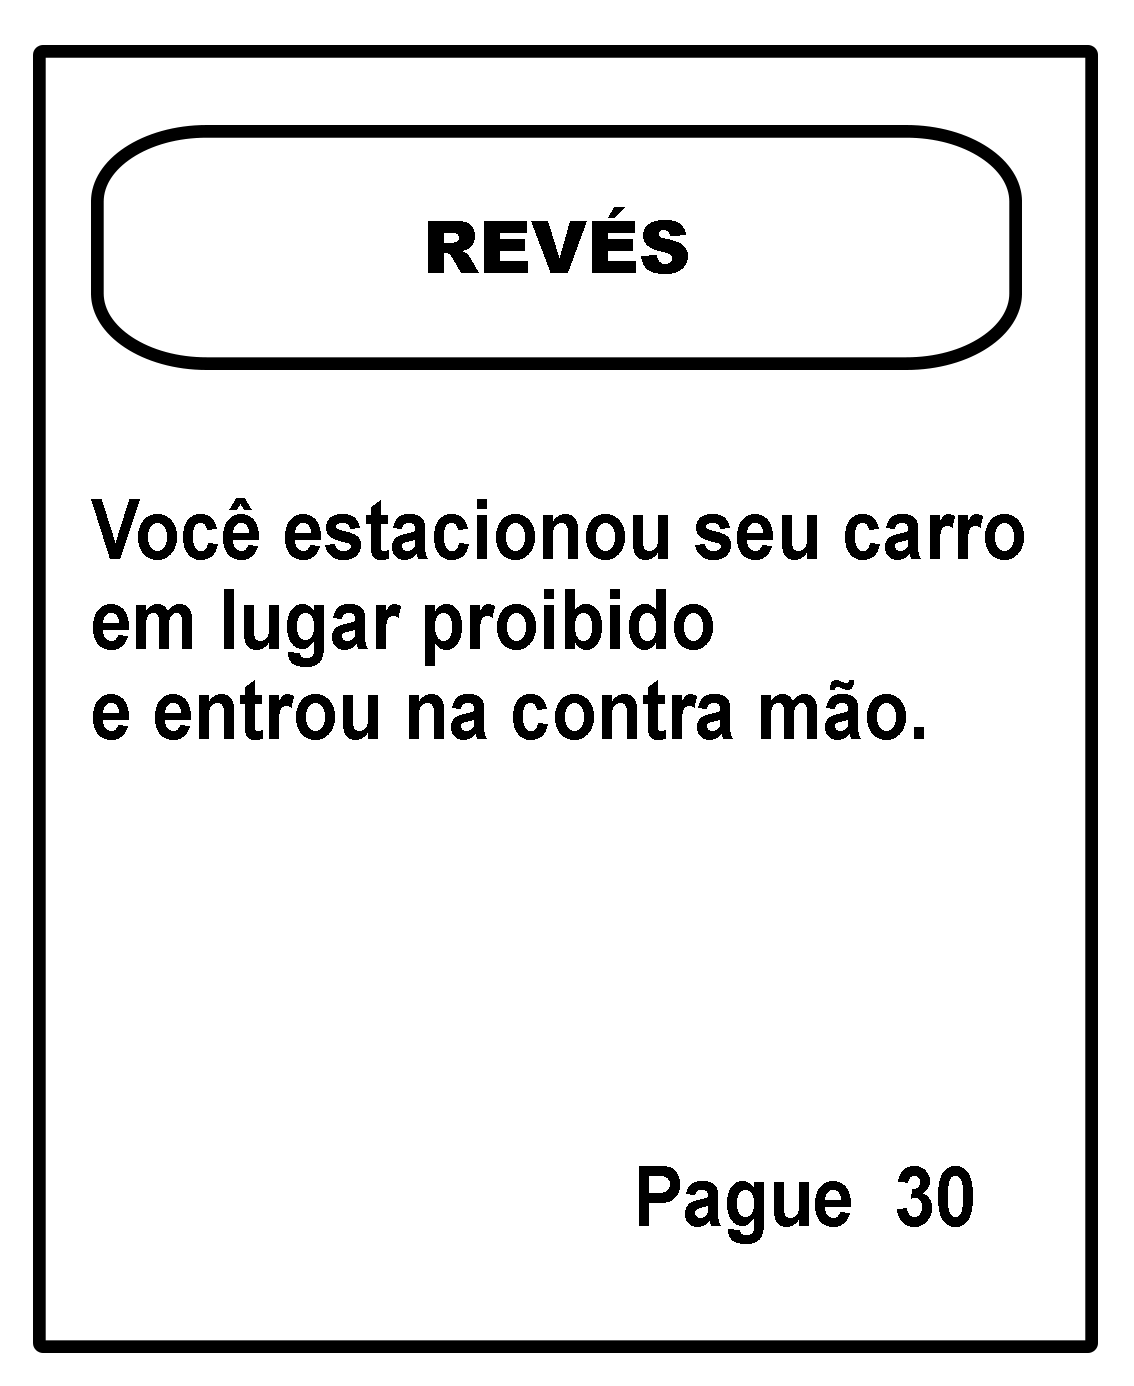 REVÉS
Você estacionou seu carro
em lugar proibido
e entrou na contra mão.
Pague 30